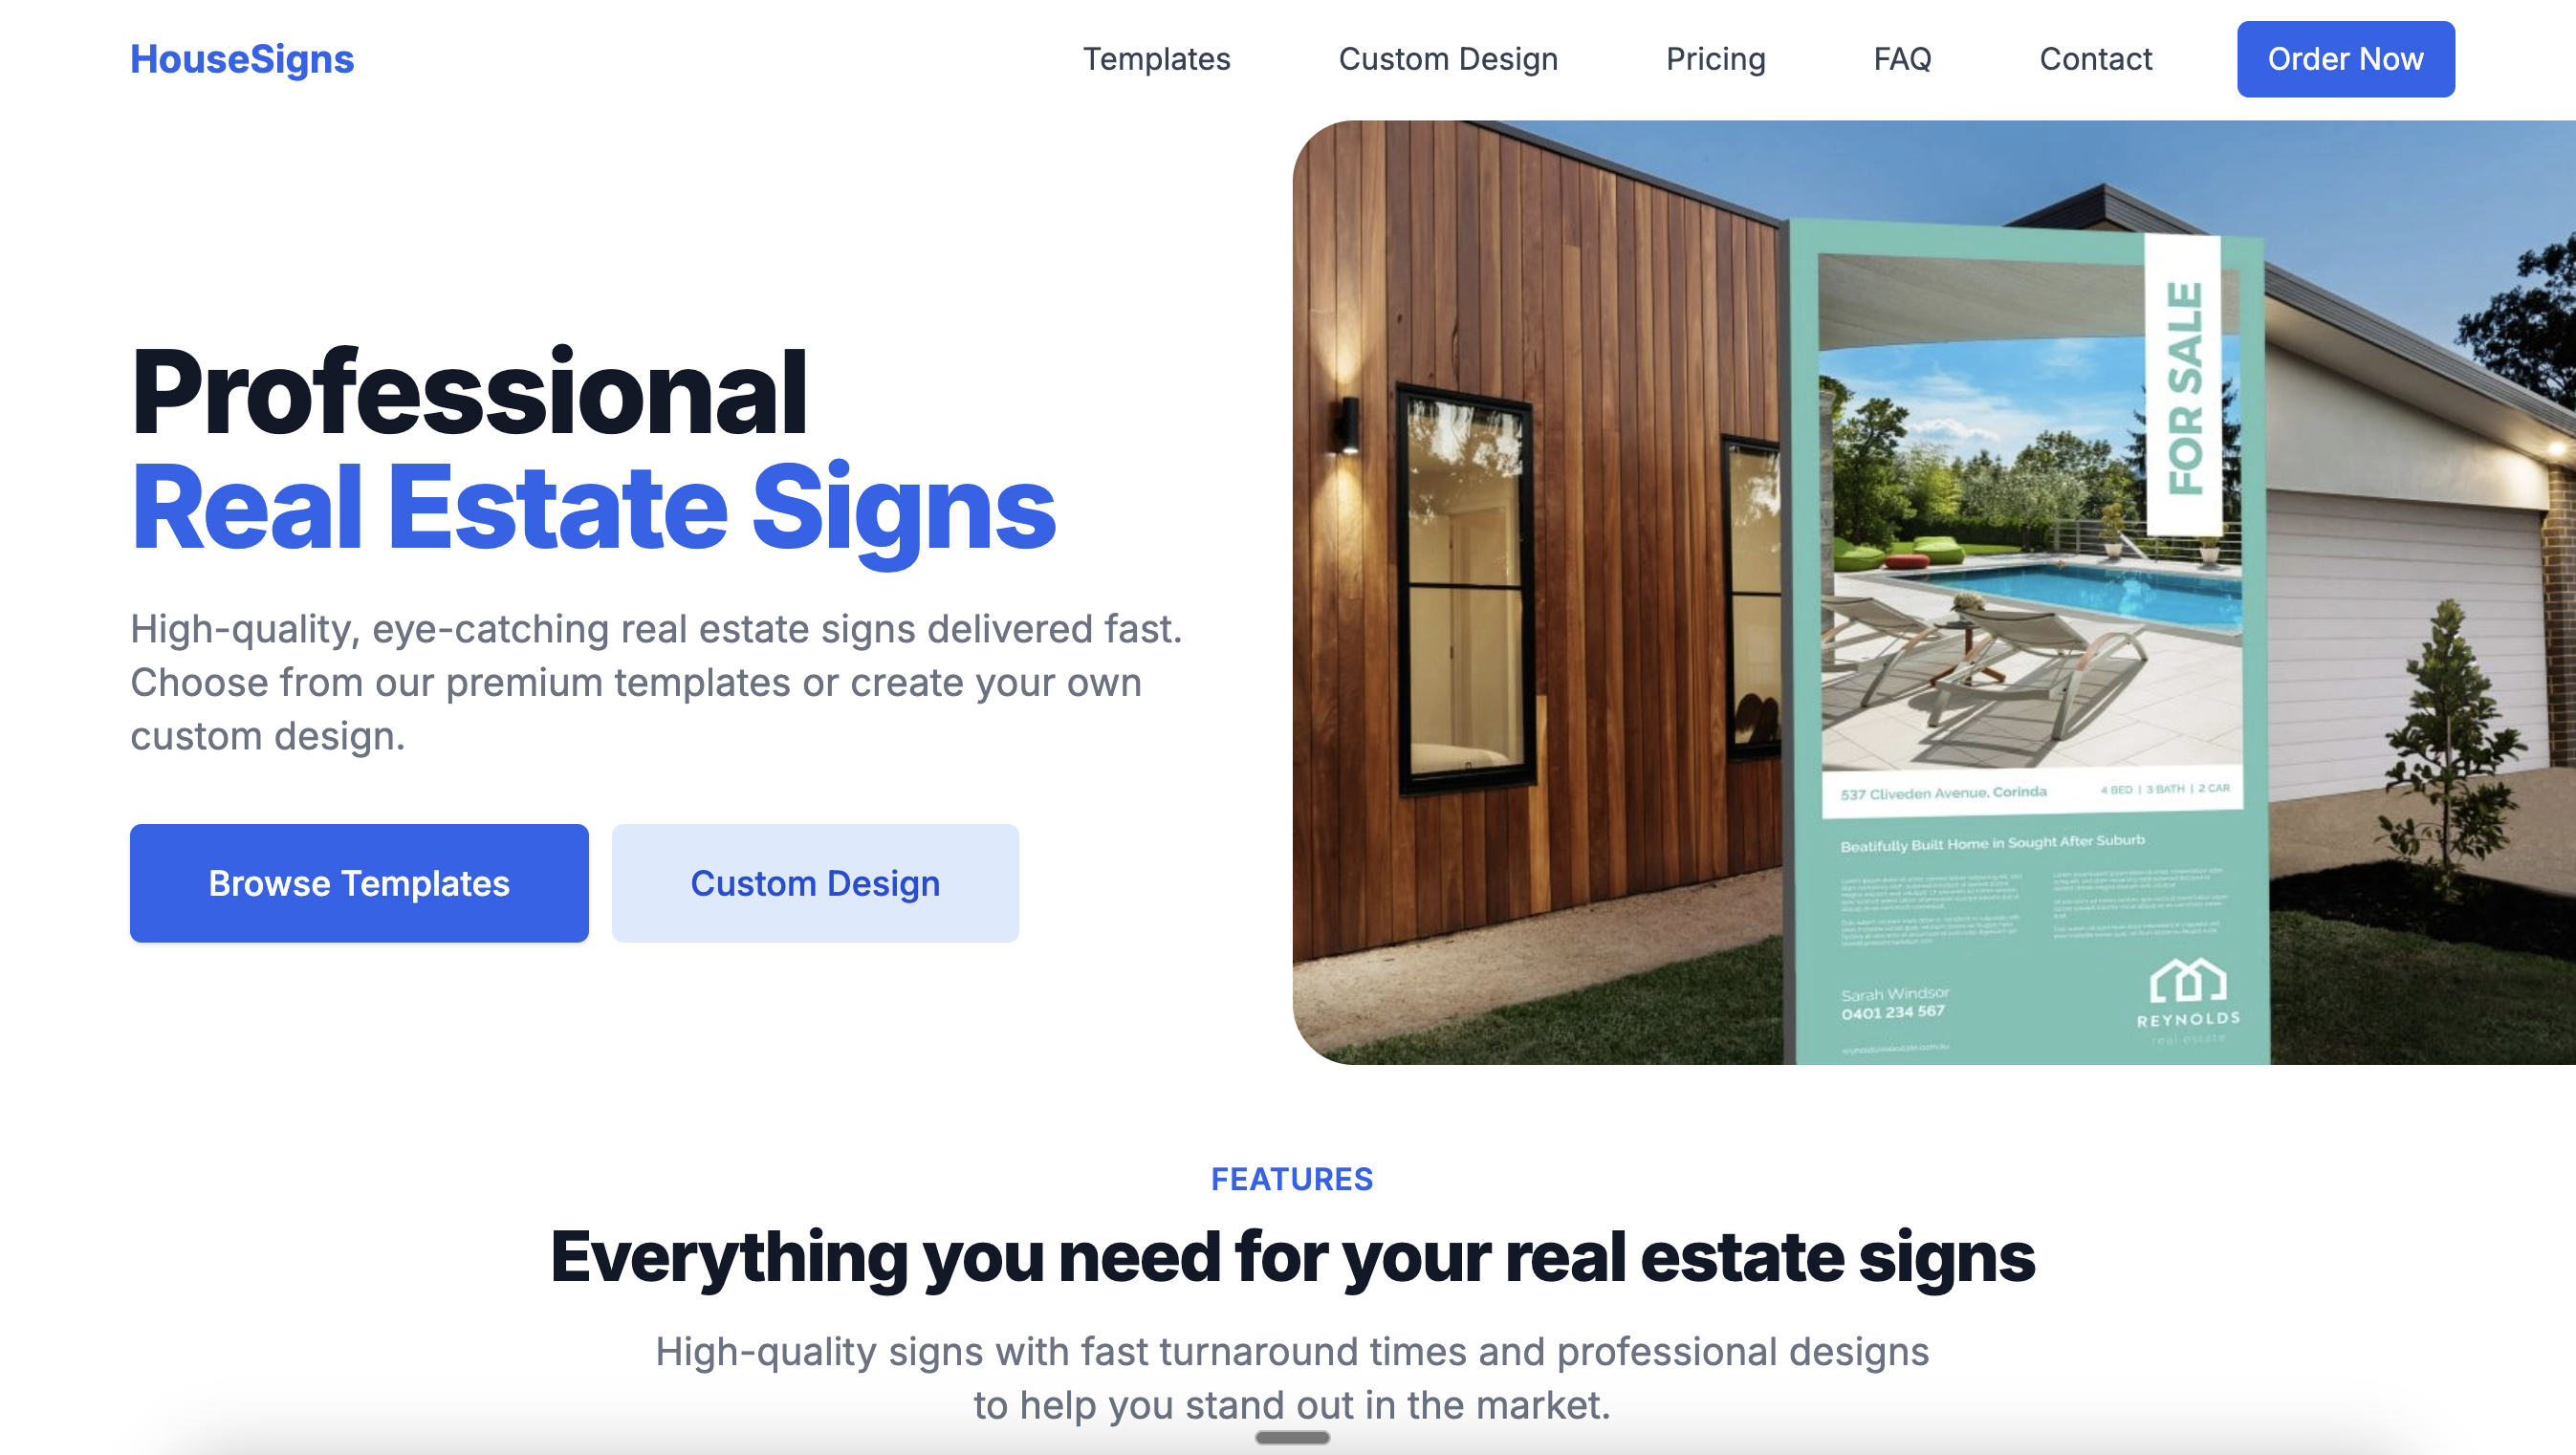 HouseSigns
Templates
Custom Design
Pricing
FAQ
Contact
Order Now
Professional
Real Estate Signs
High-quality, eye-catching real estate signs delivered fast.
Choose from our premium templates or create your own
custom design.
Browse Templates
Custom Design
FOR SALE
537 Cliveden Avenue, Corinda
4 BED | 3 BATH | 2 CAR
Beatifully Built Home in Sought After Suburb
Sarah Windsor
0401 234 567
REYNOLDS
real estate
FEATURES
Everything you need for your real estate signs
High-quality signs with fast turnaround times and professional designs
to help you stand out in the market.